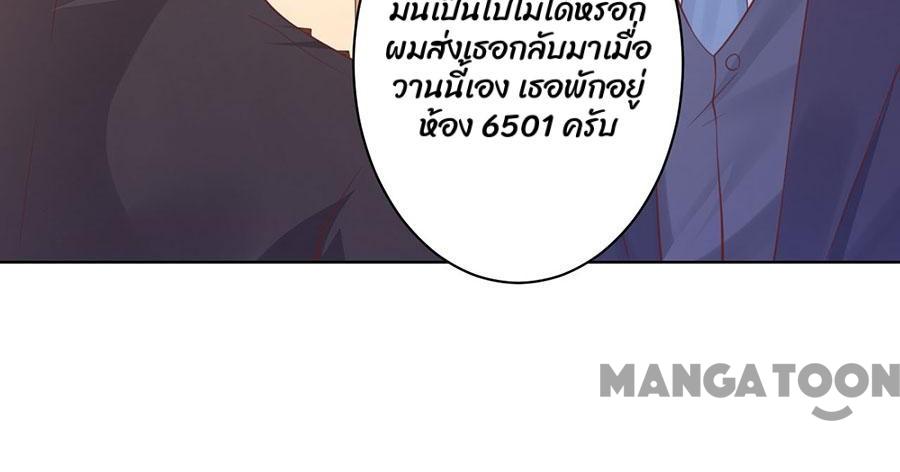 มันเป็นไปไม่ได้หรอก
ผมส่งเธอกลับมาเมื่อ
วานนี้เอง เธอพักอยู่
ห้อง 6501 ครับ
MANGATOON